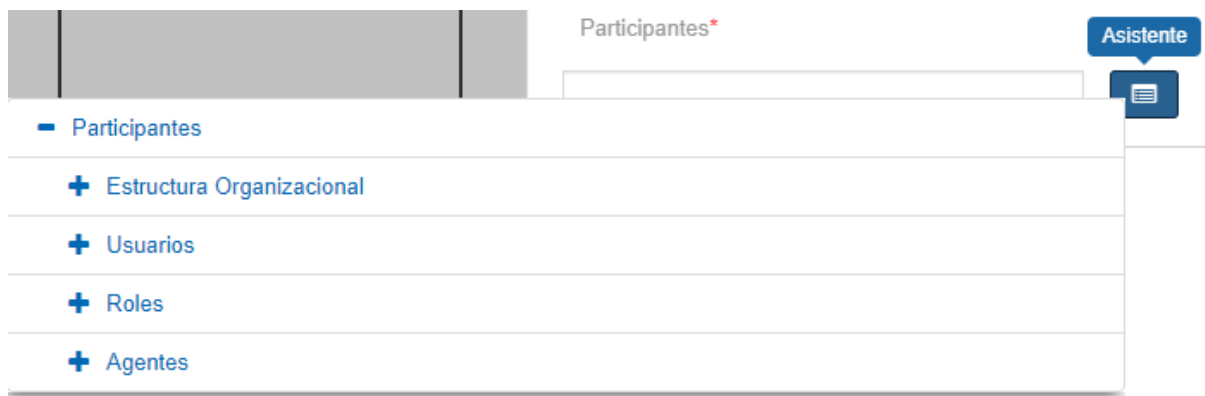 Participantes*
Asistente
Participantes
Estructura Organizacional
Usuarios
Roles
Agentes